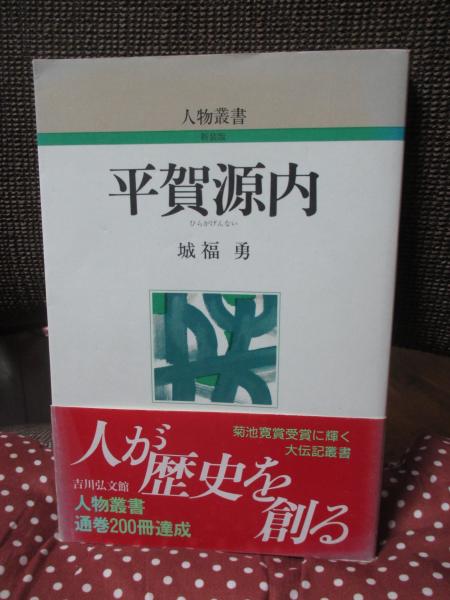 人物叢書
新装版
平賀源内
ひらがげんない
城福 勇
菊池寛賞受賞に輝く
大伝記叢書
人が歴史を創る
吉川弘文館
人物叢書
通巻200冊達成